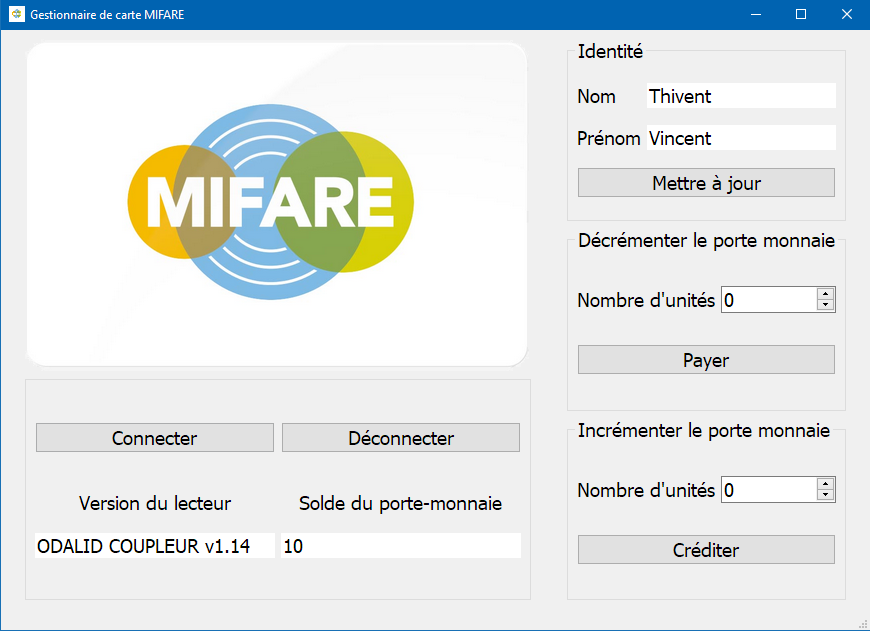 Gestionnaire de carte MIFARE
MIFARE
Connecter
Déconnecter
Version du lecteur
Solde du porte-monnaie
ODALID COUPLEUR v1.14
10
Identité
Nom
Thivent
Prénom
Vincent
Mettre à jour
Décrémenter le porte monnaie
Nombre d'unités
0
Payer
Incrémenter le porte monnaie
Nombre d'unités
0
Créditer